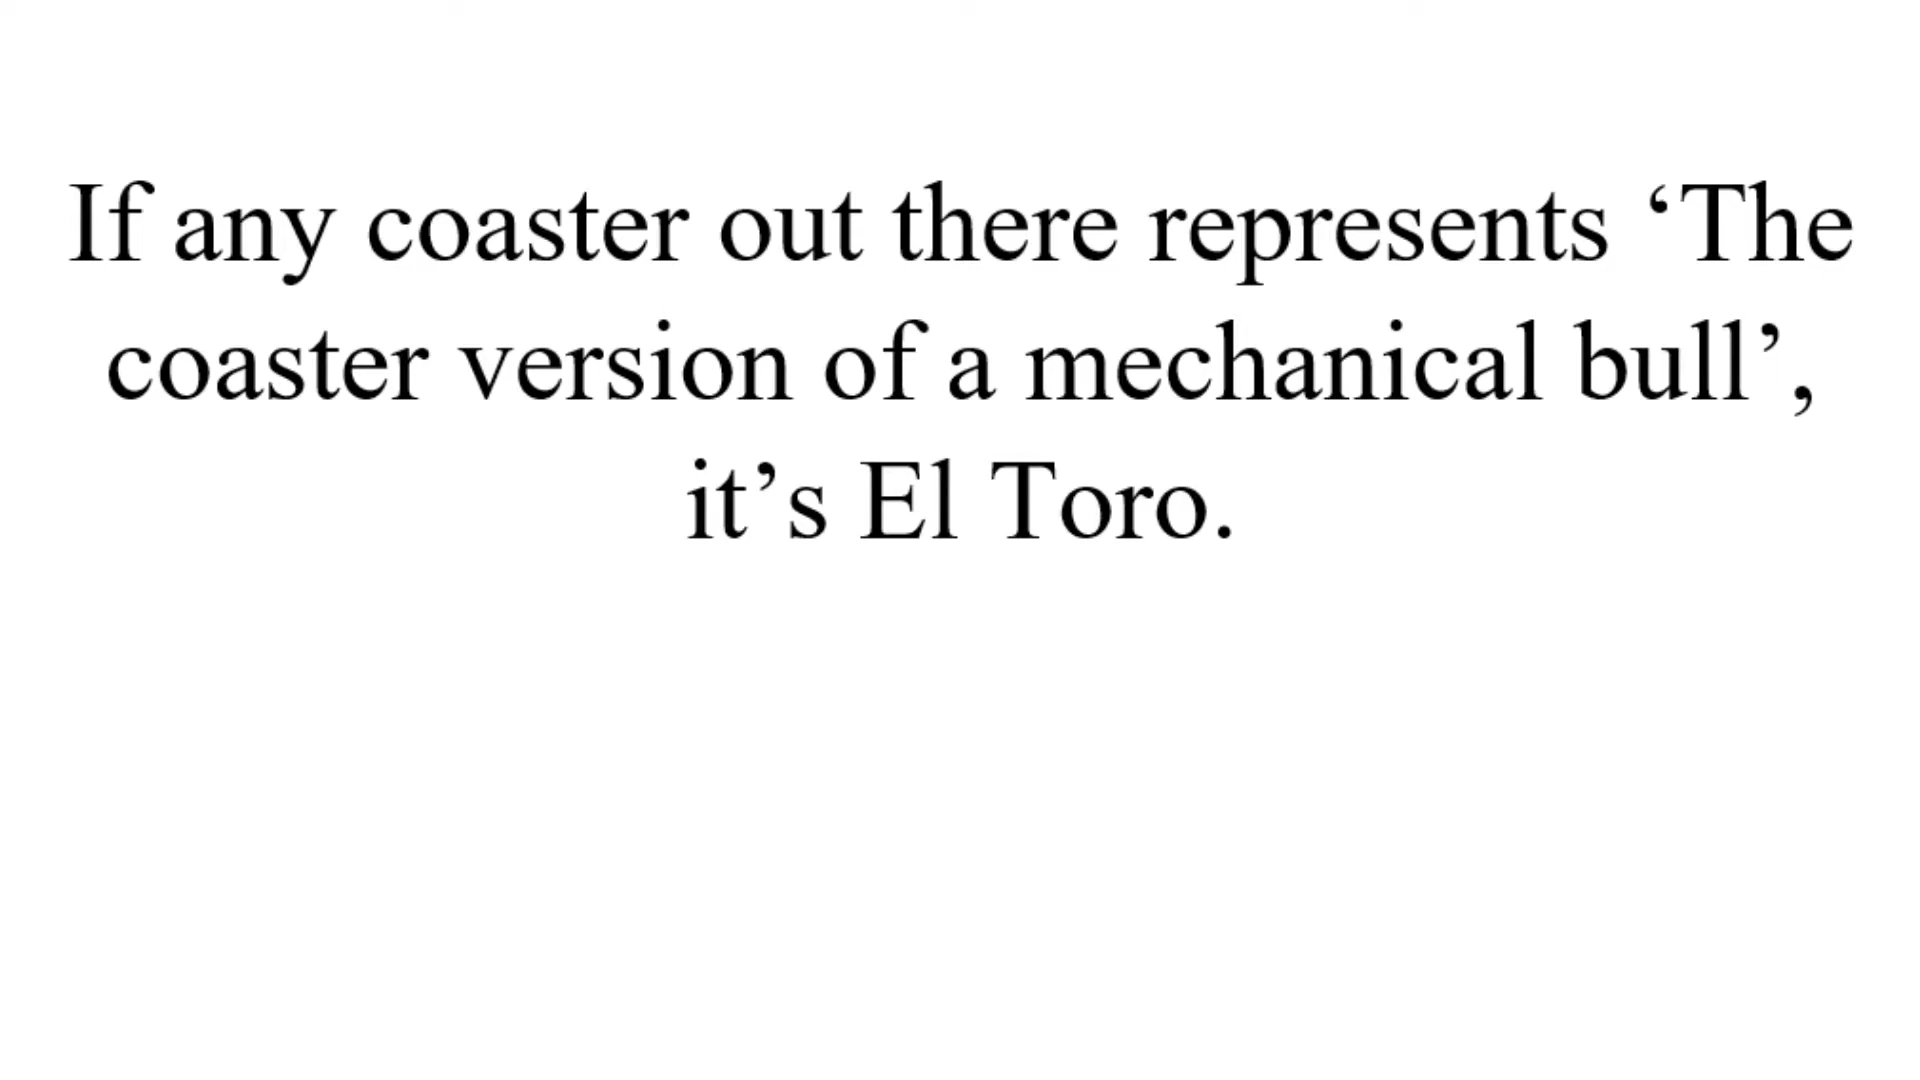 If any coaster out there represents ‘The
coaster version of a mechanical bull’,
it’s El Toro.